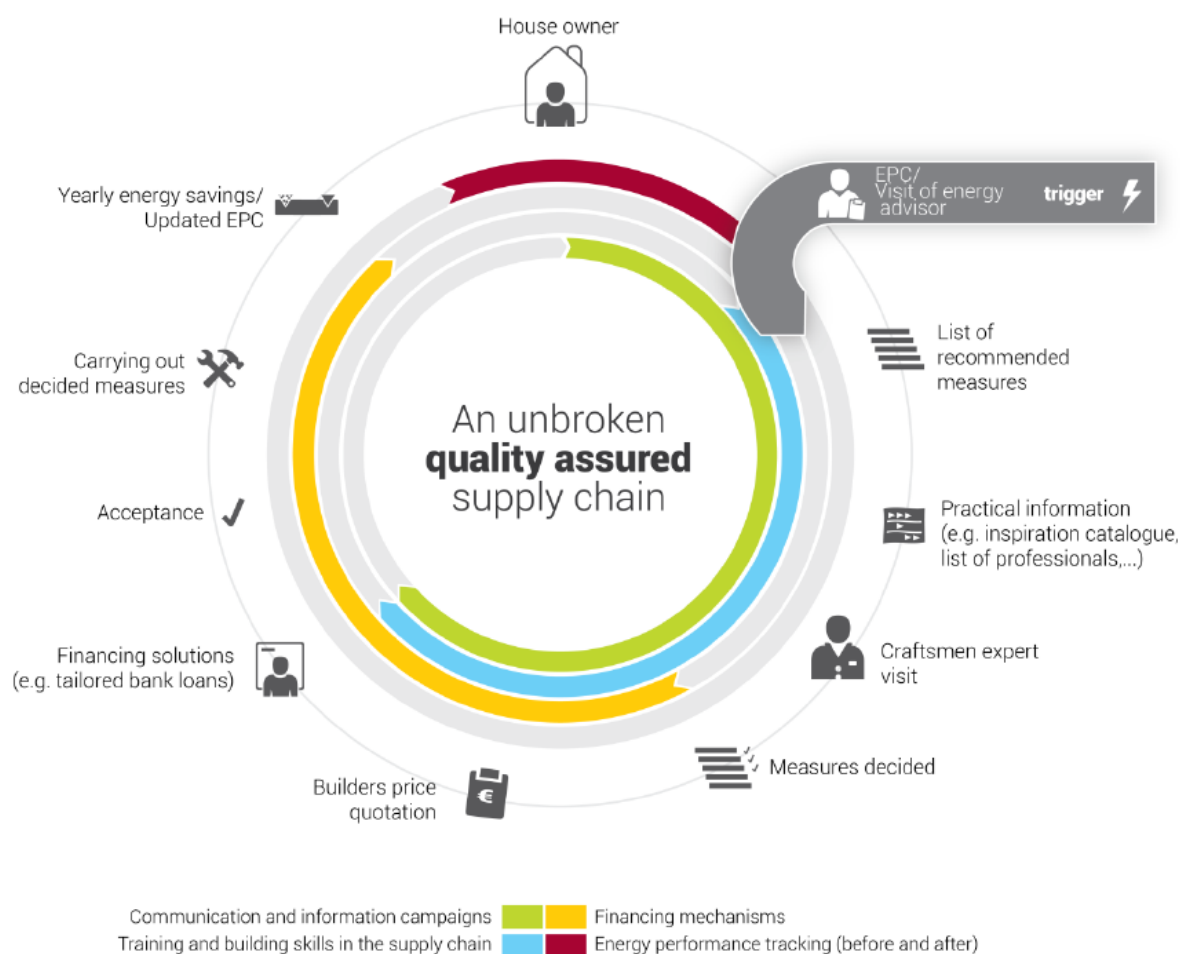 House owner
EPC/
Visit of energy
advisor
trigger
Yearly energy savings/
Updated EPC
List of
recommended
measures
Carrying out
decided measures
An unbroken
quality assured
supply chain
Practical information
(e.g. inspiration catalogue,
list of professionals,...)
Acceptance
Craftsmen expert
visit
Financing solutions
(e.g. tailored bank loans)
Measures decided
Builders price
quotation
€
Communication and information campaigns
Financing mechanisms
Training and building skills in the supply chain
Energy performance tracking (before and after)